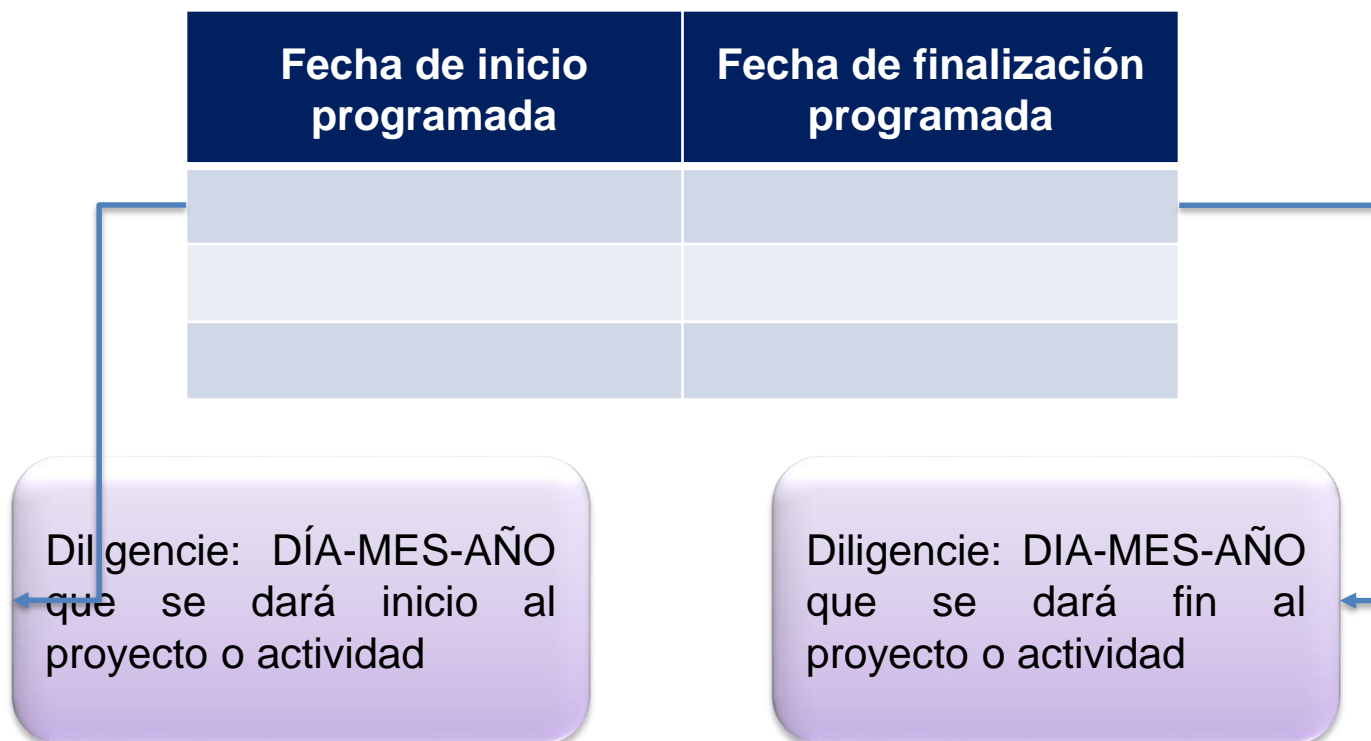 Fecha de inicio
programada
Fecha de finalización
programada
Diligencie: DÍA-MES-AÑO
que se dará inicio al
proyecto o actividad
Diligencie: DIA-MES-AÑO
que se dará fin al
proyecto o actividad